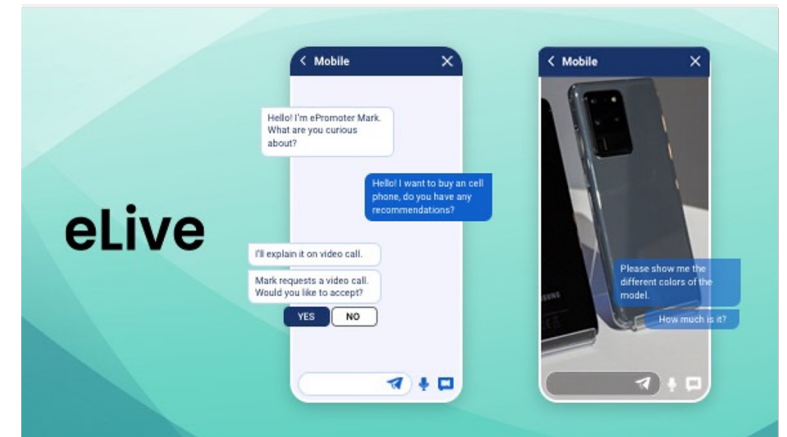 eLive
Mobile
Hello! I'm ePromoter Mark.
What are you curious
about?
Hello! I want to buy an cell
phone, do you have any
recommendations?
I'll explain it on video call.
Mark requests a video call.
Would you like to accept?
YES
NO
Mobile
SAMSUNG
Please show me the
different colors of the
model.
How much is it?